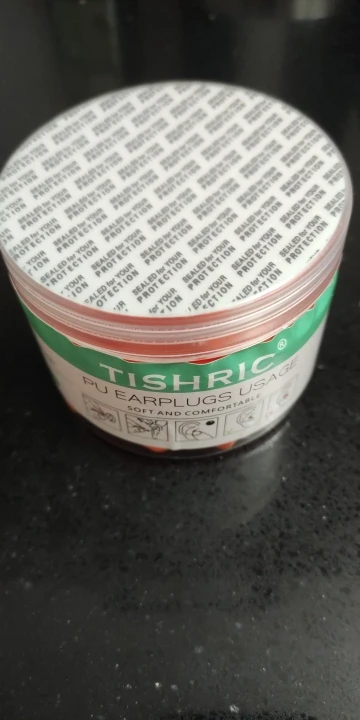 SEALED for YOUR
PROTECTION
TISHRIC®
PU EARPLUGS USAGE
SOFT AND COMFORTABLE